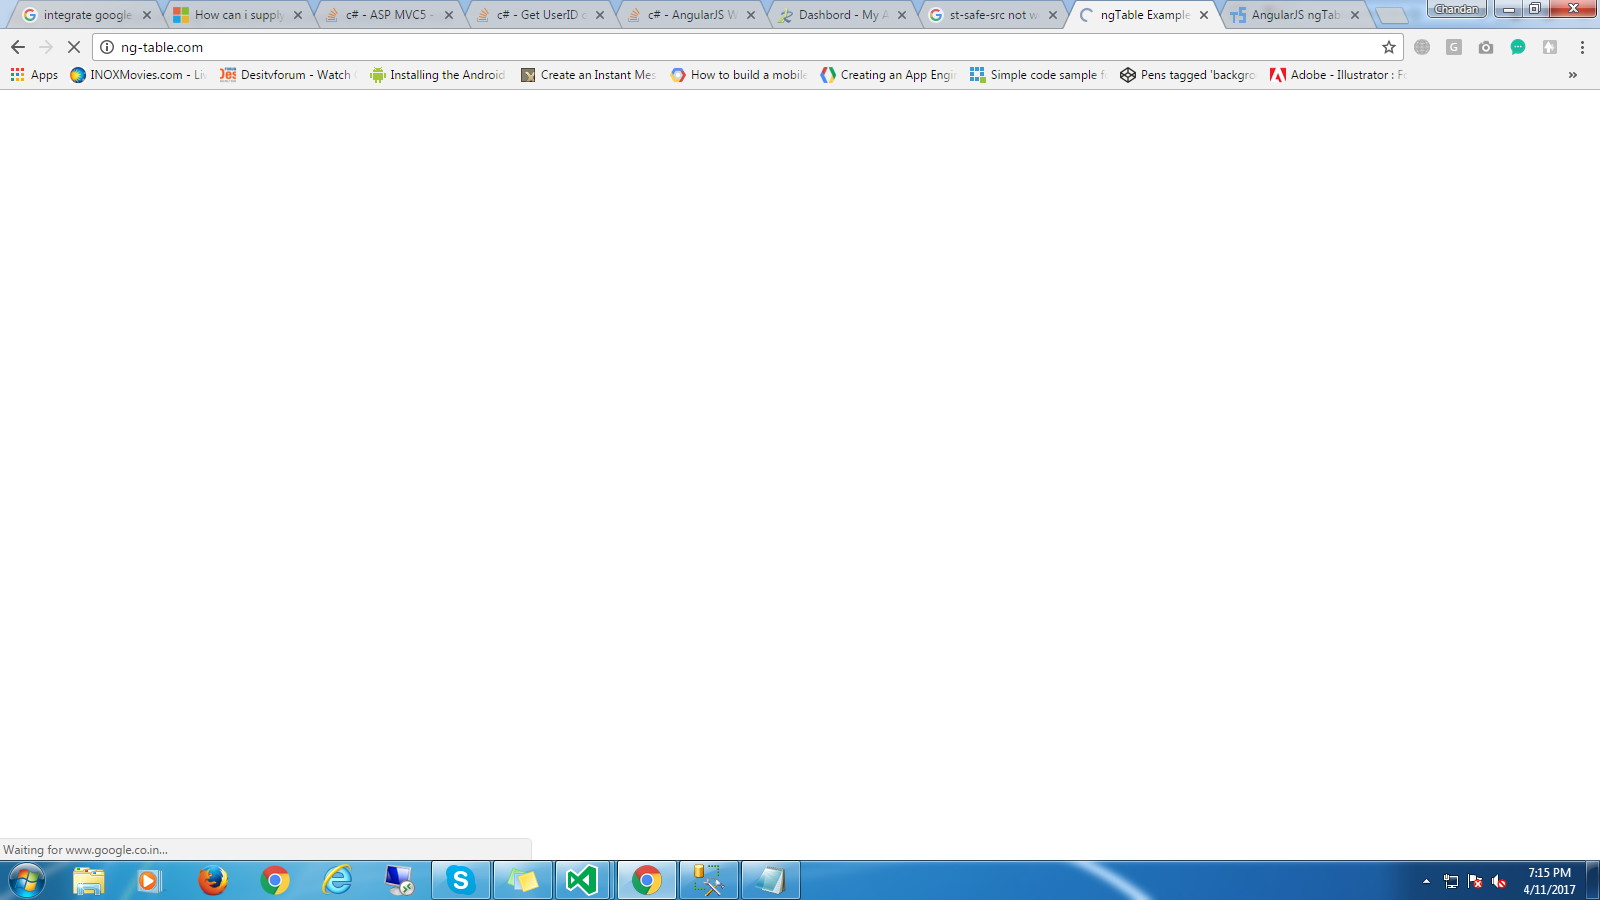 integrate google
How can i supply
c# - ASP MVC5 -
c# - Get UserID
c# - AngularJS W
Dashbord - My A
st-safe-src not w
ngTable Example
AngularJS ngTab
Chandan
ng-table.com
Apps
INOXMovies.com - Liv
Desitvforum - Watch
Installing the Android
Create an Instant Mes
How to build a mobile
Creating an App Engi
Simple code sample f
Pens tagged 'backgro
Adobe - Illustrator : Fo
»
Waiting for www.google.co.in...
7:15 PM
4/11/2017